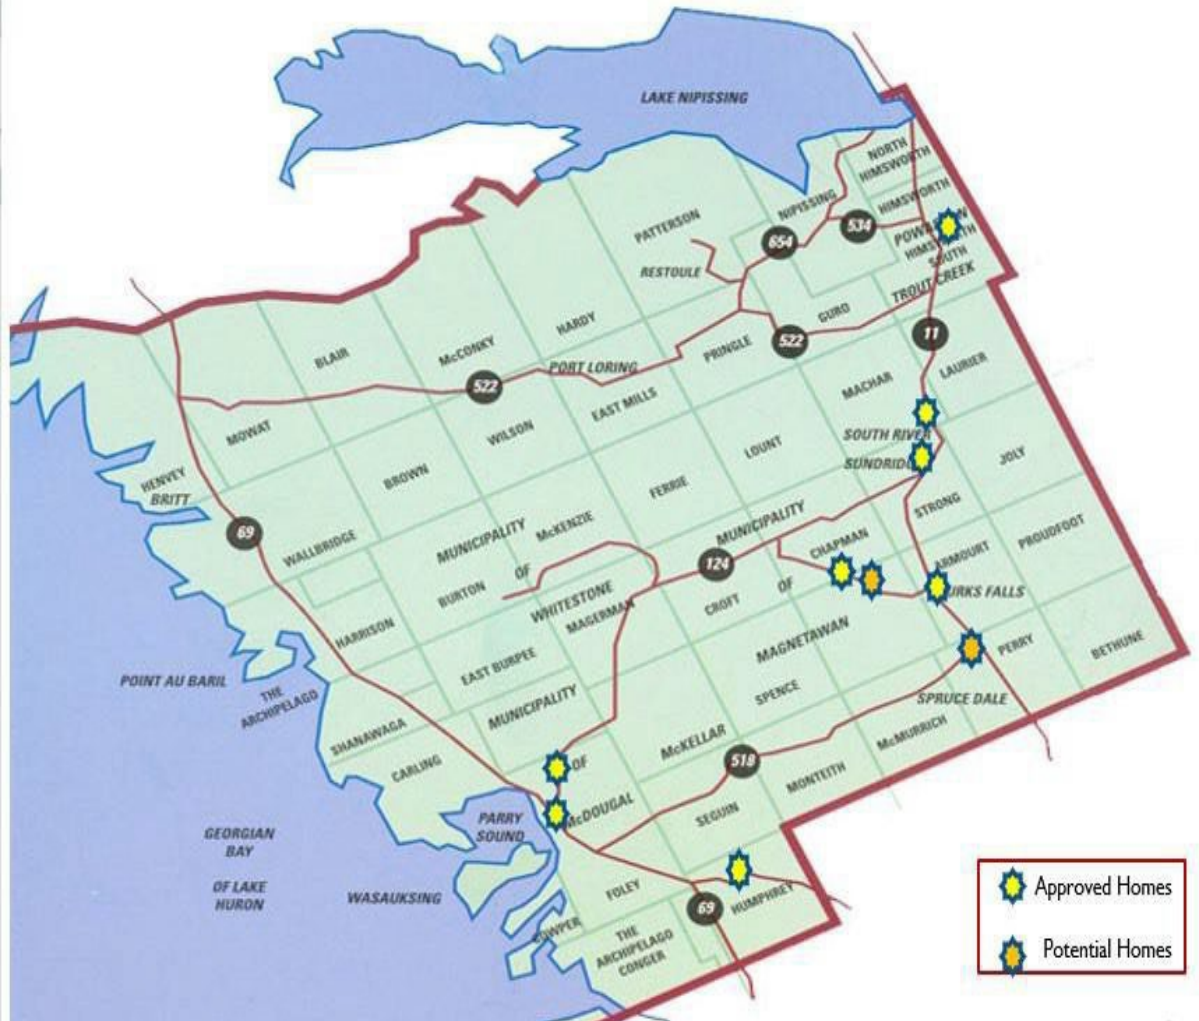 LAKE NIPISSING
NORTH
HIMSWORTH
HIMSWORTH
NIPISSING
PATTERSON
534
654
HIMSWORTH
SOUTH
RESTOULE
TROUT CREEK
GURD
HARDY
522
11
McCONKY
BLAIR
PRINGLE
PORT LORING
LAURIER
522
MACHAR
EAST MILLS
MOWAT
WILSON
SOUTH RIVER
LOUNT
SUNDRIDGE
JOLY
BROWN
HENVEY
BRITT
FERRIE
STRONG
69
WALLBRIDGE
MUNICIPALITY
McKENZIE
MUNICIPALITY
PROUDFOOT
CHAPMAN
ARMOURT
124
OF
BURTON
OF
WHITESTONE
MAGERMAN
CROFT
URKS FALLS
HARRISON
MAGNETAWAN
PERRY
BETHUNE
EAST BURPEE
POINT AU BARIL
THE
ARCHIPELAGO
MUNICIPALITY
SPENCE
SPRUCE DALE
SHANAWAGA
McKELLAR
McMURRICH
CARLING
OF
518
MONTEITH
McDOUGAL
SEGUIN
PARRY
SOUND
GEORGIAN
BAY
OF LAKE
HURON
WASAUKSING
FOLEY
HUMPHREY
69
COWPER
THE
ARCHIPELAGO
CONGER
Approved Homes
Potential Homes